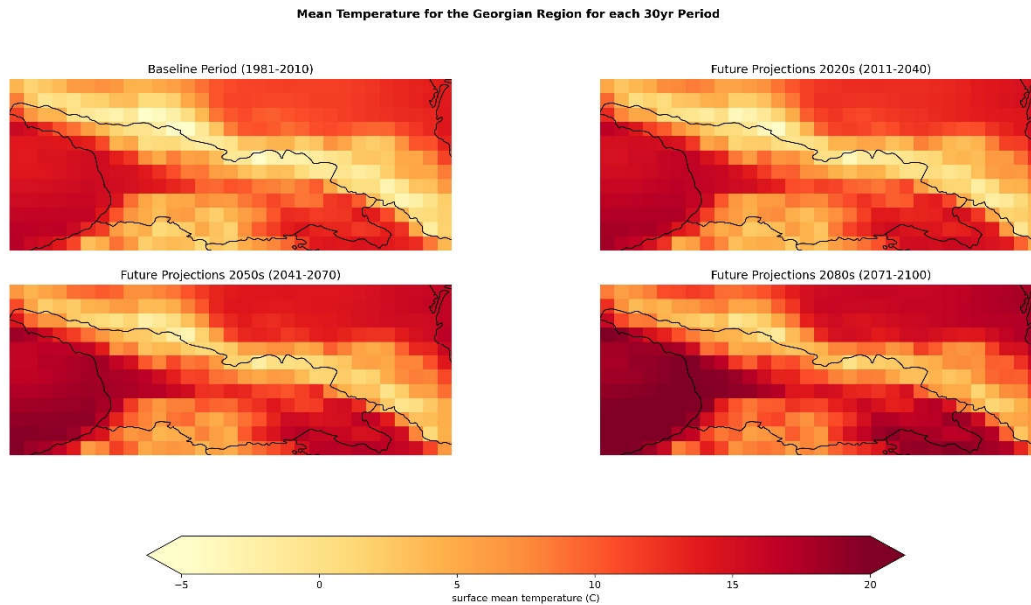 Mean Temperature for the Georgian Region for each 30yr Period
Baseline Period (1981-2010)
Future Projections 2020s (2011-2040)
Future Projections 2050s (2041-2070)
Future Projections 2080s (2071-2100)
−5 0 5 10 15 20
surface mean temperature (C)